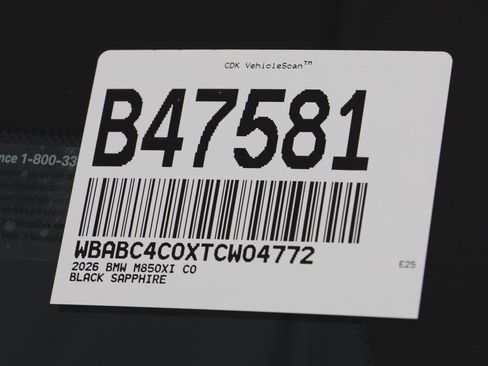 CDK VehicleScan™
B47581
nce 1-800-33
WBABC4C0XTCW04772
2026 BMW M850XI CO
BLACK SAPPHIRE
E25